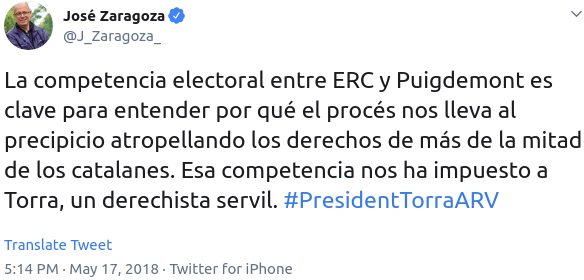 José Zaragoza
@J_Zaragoza_
La competencia electoral entre ERC y Puigdemont es
clave para entender por qué el procés nos lleva al
precipicio atropellando los derechos de más de la mitad
de los catalanes. Esa competencia nos ha impuesto a
Torra, un derechista servil. #PresidentTorraARV
Translate Tweet
5:14 PM · May 17, 2018 · Twitter for iPhone